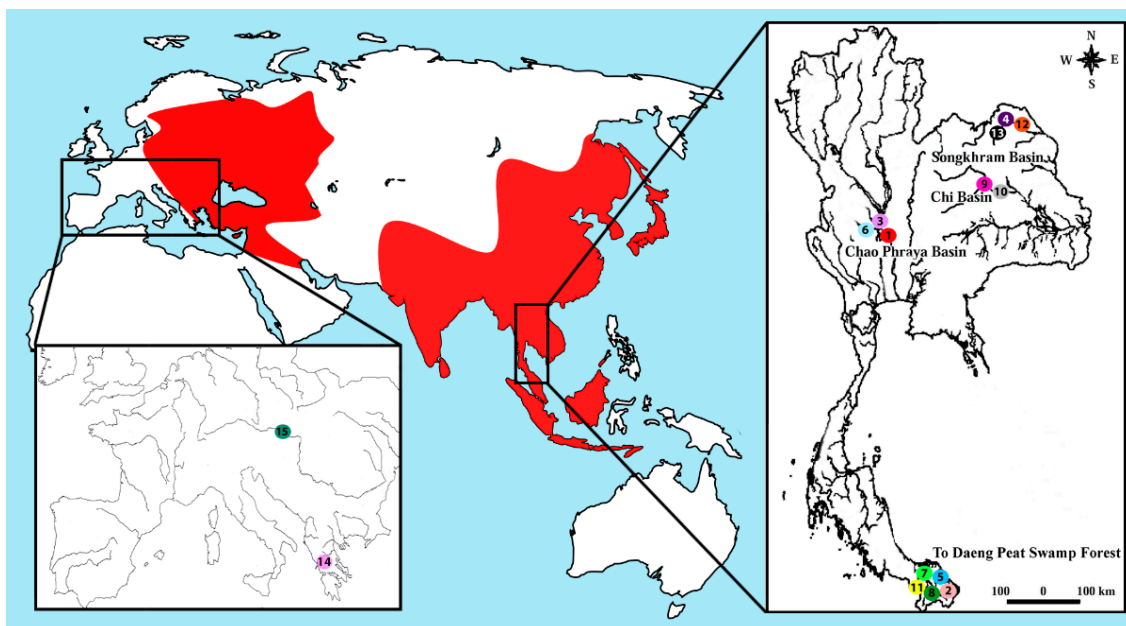 N
W E
S
4
13 12
Songkhram Basin
9
10
Chi Basin
3
6 1
Chao Phraya Basin
15
14
To Daeng Peat Swamp Forest
7 5
11 8 2
100 0 100 km